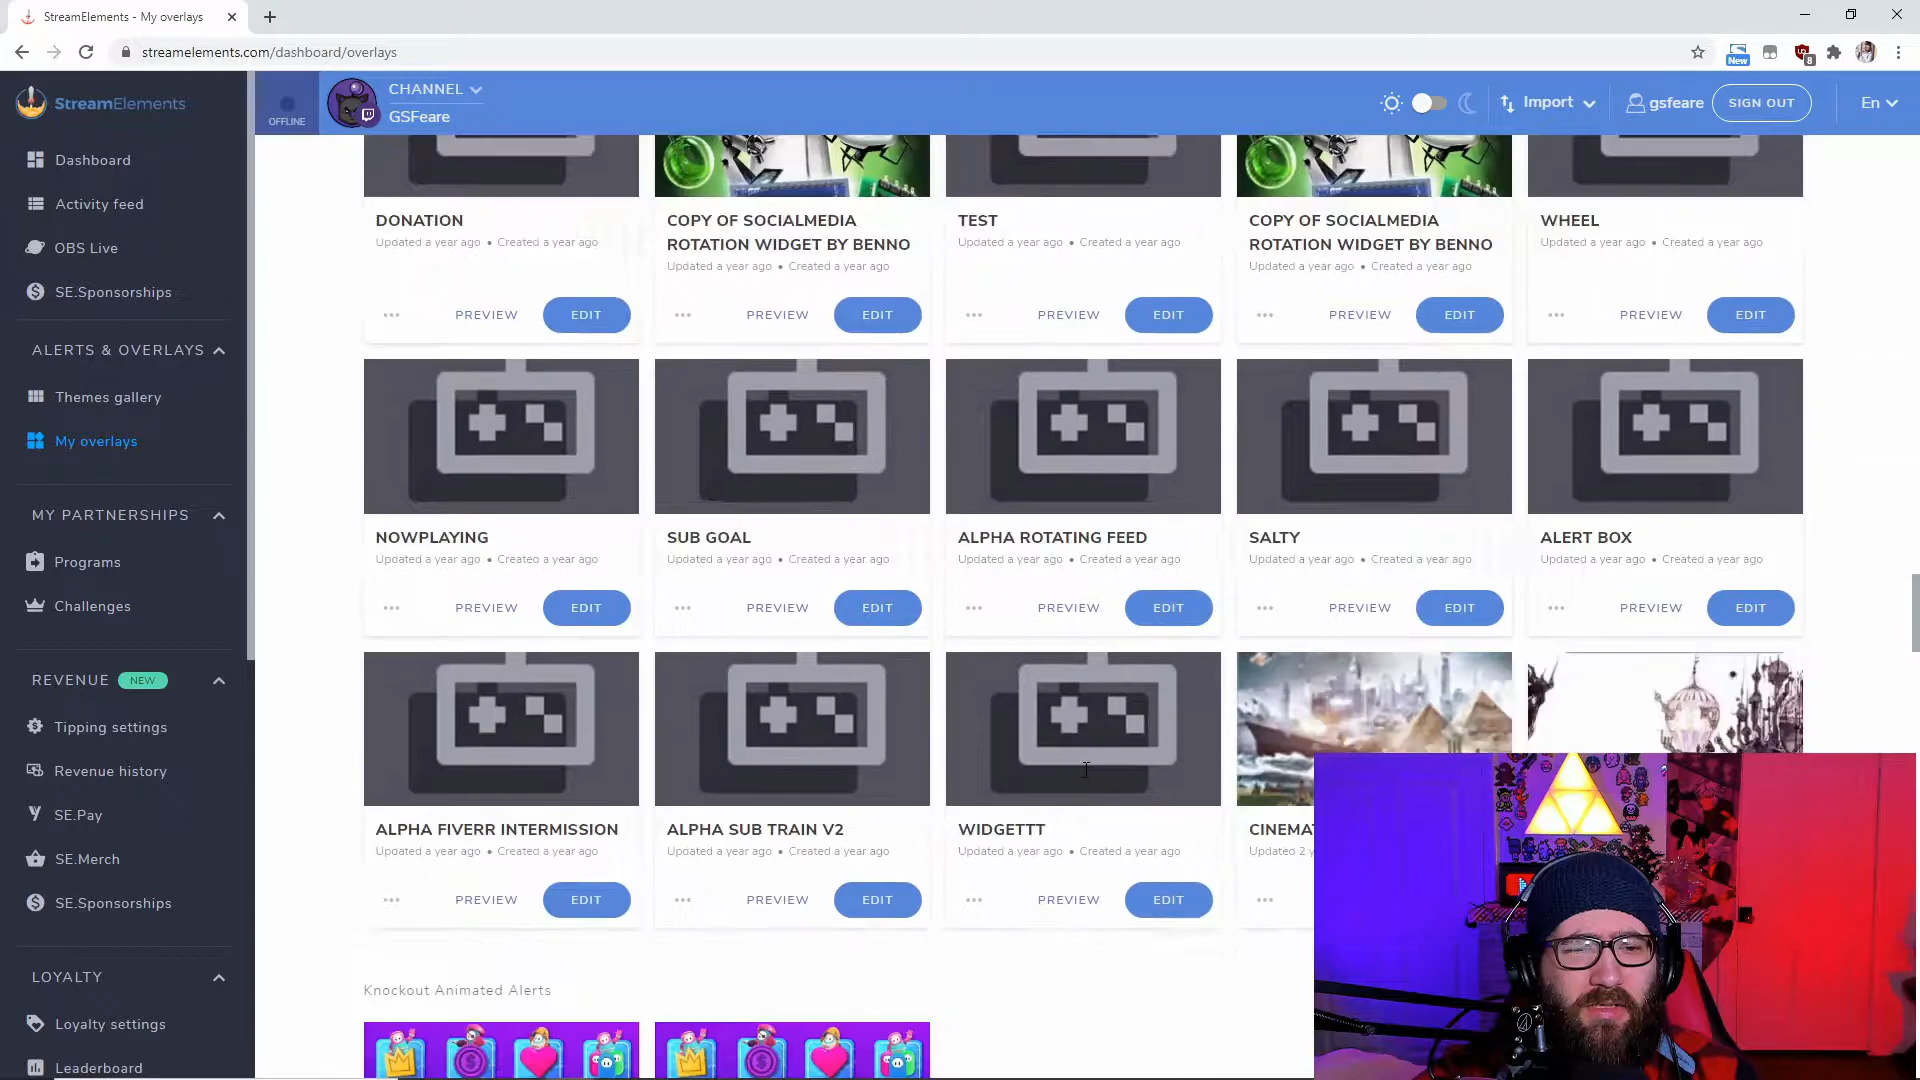 StreamElements - My overlays
streamelements.com/dashboard/overlays
New
8
StreamElements
OFFLINE
CHANNEL
GSFeare
Import
gsfeare
SIGN OUT
En
Dashboard
Activity feed
OBS Live
SE.Sponsorships
ALERTS & OVERLAYS
Themes gallery
My overlays
MY PARTNERSHIPS
Programs
Challenges
REVENUE NEW
Tipping settings
Revenue history
SE.Pay
SE.Merch
SE.Sponsorships
LOYALTY
Loyalty settings
Leaderboard
DONATION
Updated a year ago • Created a year ago
PREVIEW EDIT
COPY OF SOCIALMEDIA
ROTATION WIDGET BY BENNO
Updated a year ago • Created a year ago
PREVIEW EDIT
TEST
Updated a year ago • Created a year ago
PREVIEW EDIT
COPY OF SOCIALMEDIA
ROTATION WIDGET BY BENNO
Updated a year ago • Created a year ago
PREVIEW EDIT
WHEEL
Updated a year ago • Created a year ago
PREVIEW EDIT
NOWPLAYING
Updated a year ago • Created a year ago
PREVIEW EDIT
SUB GOAL
Updated a year ago • Created a year ago
PREVIEW EDIT
ALPHA ROTATING FEED
Updated a year ago • Created a year ago
PREVIEW EDIT
SALTY
Updated a year ago • Created a year ago
PREVIEW EDIT
ALERT BOX
Updated a year ago • Created a year ago
PREVIEW EDIT
ALPHA FIVERR INTERMISSION
Updated a year ago • Created a year ago
PREVIEW EDIT
ALPHA SUB TRAIN V2
Updated a year ago • Created a year ago
PREVIEW EDIT
WIDGETTT
Updated a year ago • Created a year ago
PREVIEW EDIT
CINEMA
Updated 2 y
Knockout Animated Alerts